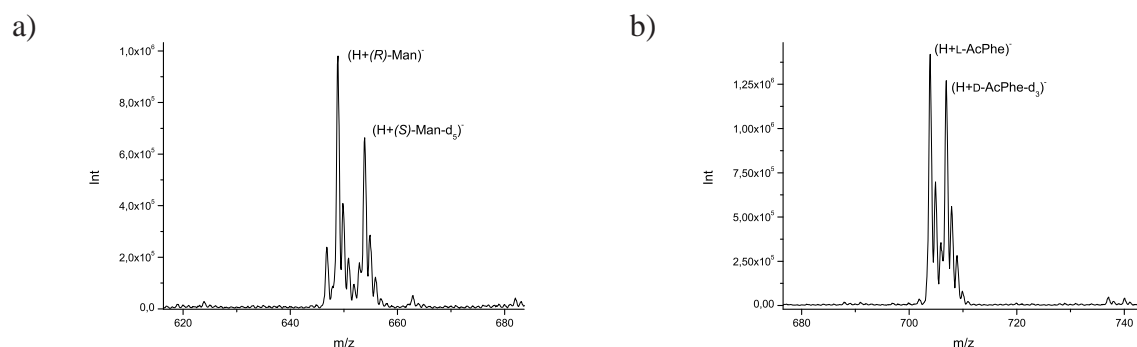 a)
1,0x10⁶
8,0x10⁵
6,0x10⁵
4,0x10⁵
2,0x10⁵
0,0
Int
(H+(R)-Man)⁻
(H+(S)-Man-d₅)⁻
620
640
660
680
m/z
b)
1,25x10⁶
1,00x10⁶
7,50x10⁵
5,00x10⁵
2,50x10⁵
0,00
Int
(H+L-AcPhe)⁻
(H+D-AcPhe-d₃)⁻
680
700
720
740
m/z